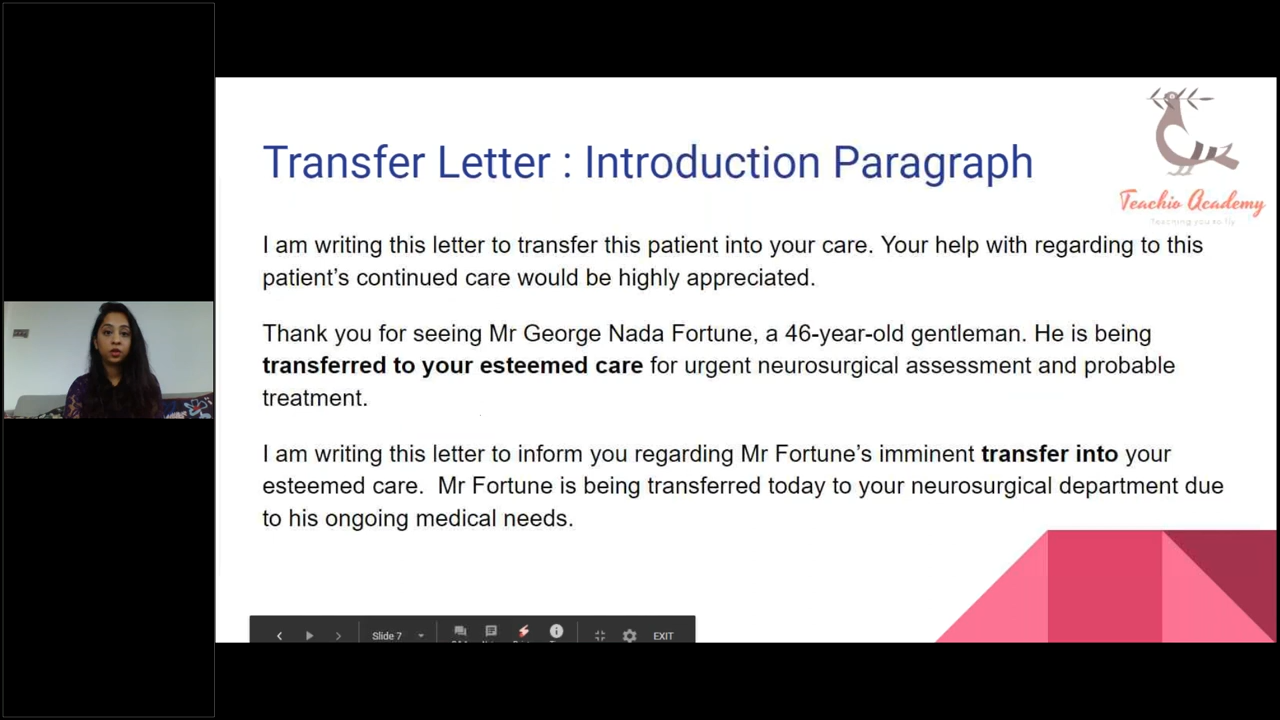 Transfer Letter : Introduction Paragraph
Teachio Academy
I am writing this letter to transfer this patient into your care. Your help with regarding to this
patient’s continued care would be highly appreciated.
Thank you for seeing Mr George Nada Fortune, a 46-year-old gentleman. He is being
transferred to your esteemed care for urgent neurosurgical assessment and probable
treatment.
I am writing this letter to inform you regarding Mr Fortune’s imminent transfer into your
esteemed care.  Mr Fortune is being transferred today to your neurosurgical department due
to his ongoing medical needs.
Slide 7
EXIT